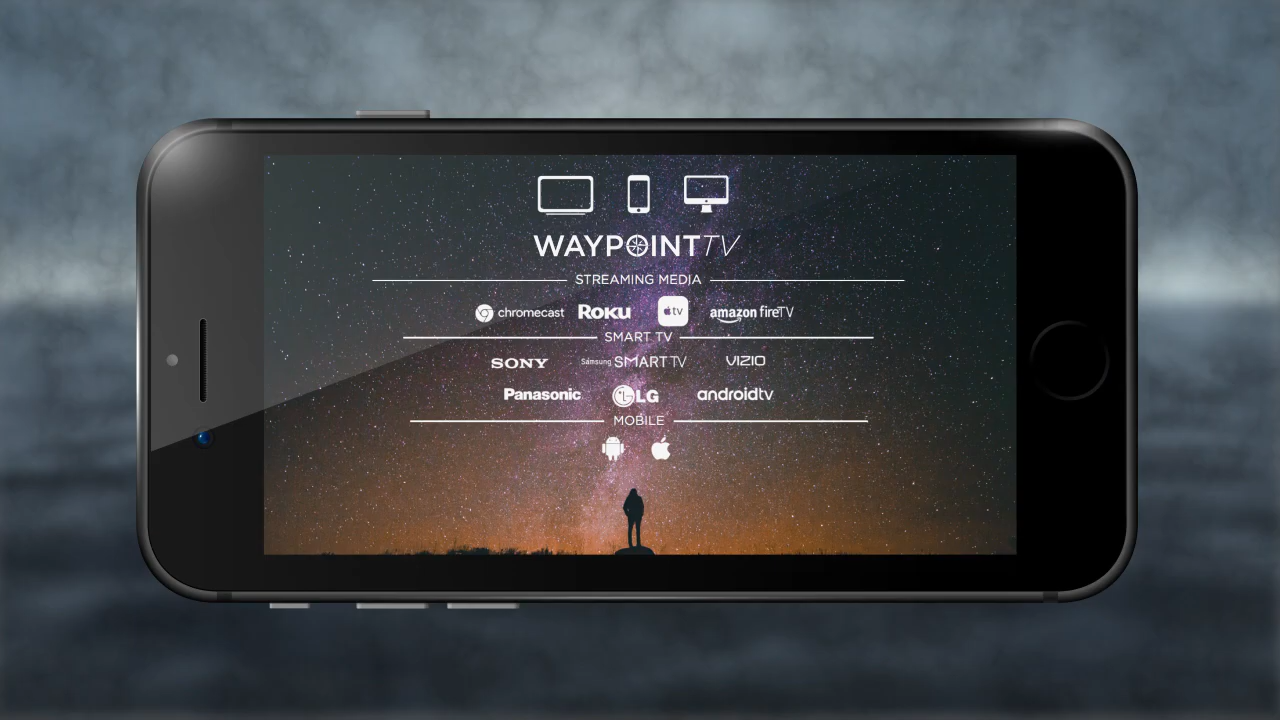 WAYPOINTTV
STREAMING MEDIA
chromecast ROKU tv amazon fireTV
SMART TV
SONY Samsung SMART TV VIZIO
Panasonic LG androidtv
MOBILE